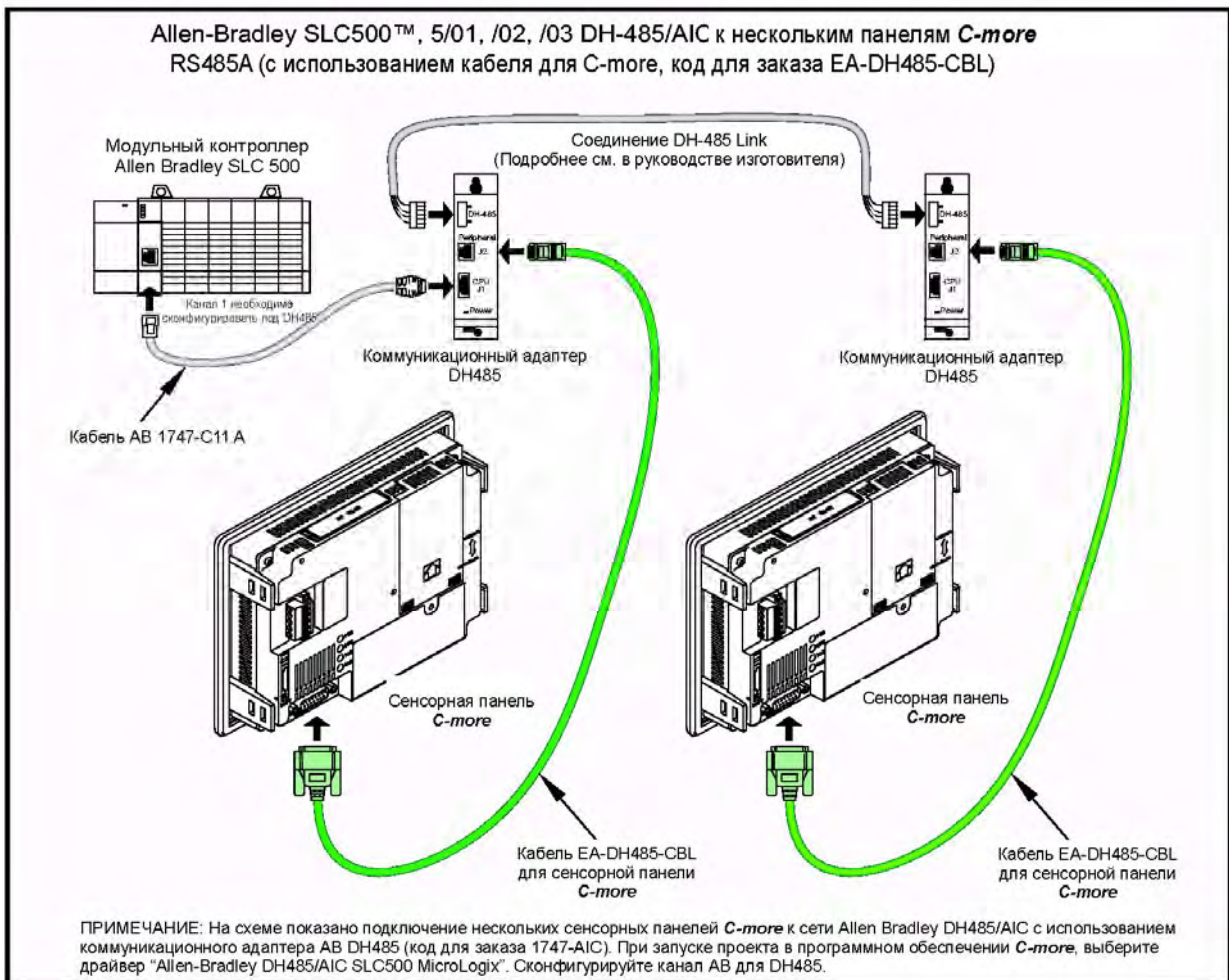 Allen-Bradley SLC500™, 5/01, /02, /03 DH-485/AIC к нескольким панелям C-more
RS485A (с использованием кабеля для C-more, код для заказа EA-DH485-CBL)
Модульный контроллер
Allen Bradley SLC 500
Соединение DH-485 Link
(Подробнее см. в руководстве изготовителя)
DH-485
Peripheral
J2
CPU
J1
Power
DH-485
Peripheral
J2
CPU
J1
Power
Канал 1 необходимо
сконфигурировать под DH485
Коммуникационный адаптер
DH485
Коммуникационный адаптер
DH485
Кабель AB 1747-C11 A
Сенсорная панель
C-more
Сенсорная панель
C-more
Кабель EA-DH485-CBL
для сенсорной панели
C-more
Кабель EA-DH485-CBL
для сенсорной панели
C-more
ПРИМЕЧАНИЕ: На схеме показано подключение нескольких сенсорных панелей C-more к сети Allen Bradley DH485/AIC с использованием
коммуникационного адаптера AB DH485 (код для заказа 1747-AIC). При запуске проекта в программном обеспечении C-more, выберите
драйвер “Allen-Bradley DH485/AIC SLC500 MicroLogix”. Сконфигурируйте канал AB для DH485.